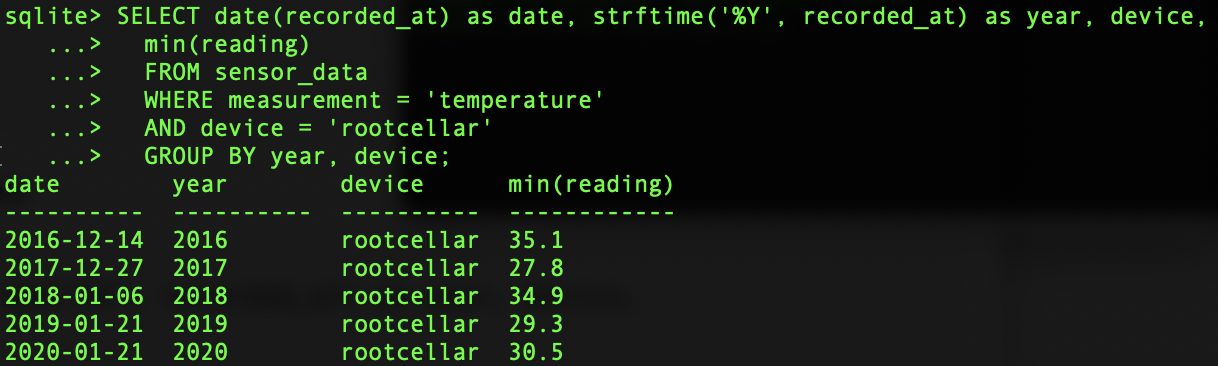 sqlite> SELECT date(recorded_at) as date, strftime('%Y', recorded_at) as year, device,
   ...>   min(reading)
   ...>   FROM sensor_data
   ...>   WHERE measurement = 'temperature'
   ...>   AND device = 'rootcellar'
   ...>   GROUP BY year, device;
date        year        device      min(reading)
----------  ----------  ----------  ------------
2016-12-14  2016        rootcellar  35.1
2017-12-27  2017        rootcellar  27.8
2018-01-06  2018        rootcellar  34.9
2019-01-21  2019        rootcellar  29.3
2020-01-21  2020        rootcellar  30.5